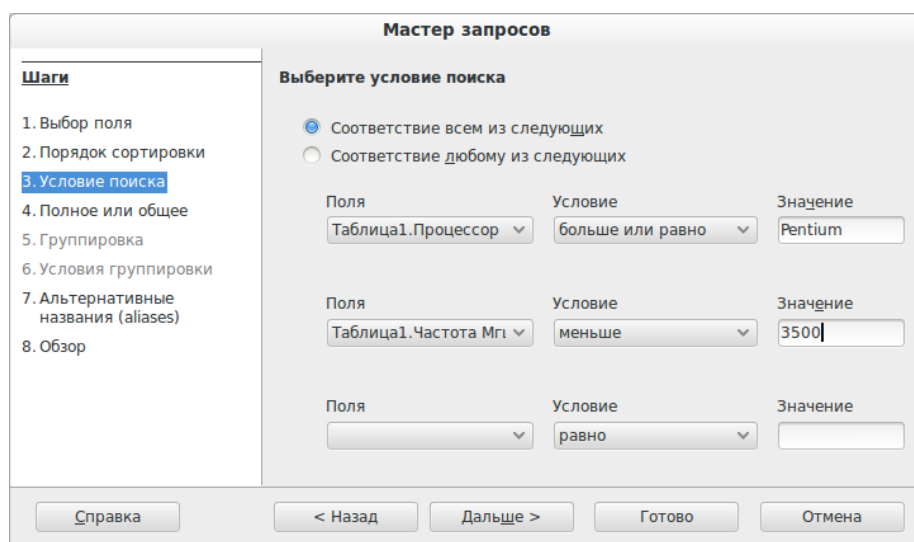 Мастер запросов
Шаги
1. Выбор поля
2. Порядок сортировки
3. Условие поиска
4. Полное или общее
5. Группировка
6. Условия группировки
7. Альтернативные
названия (aliases)
8. Обзор
Выберите условие поиска
Соответствие всем из следующих
Соответствие любому из следующих
Поля Условие Значение
Таблица1.Процессор больше или равно Pentium
Поля Условие Значение
Таблица1.Частота Мгц меньше 3500
Поля Условие Значение
равно
Справка < Назад Дальше > Готово Отмена